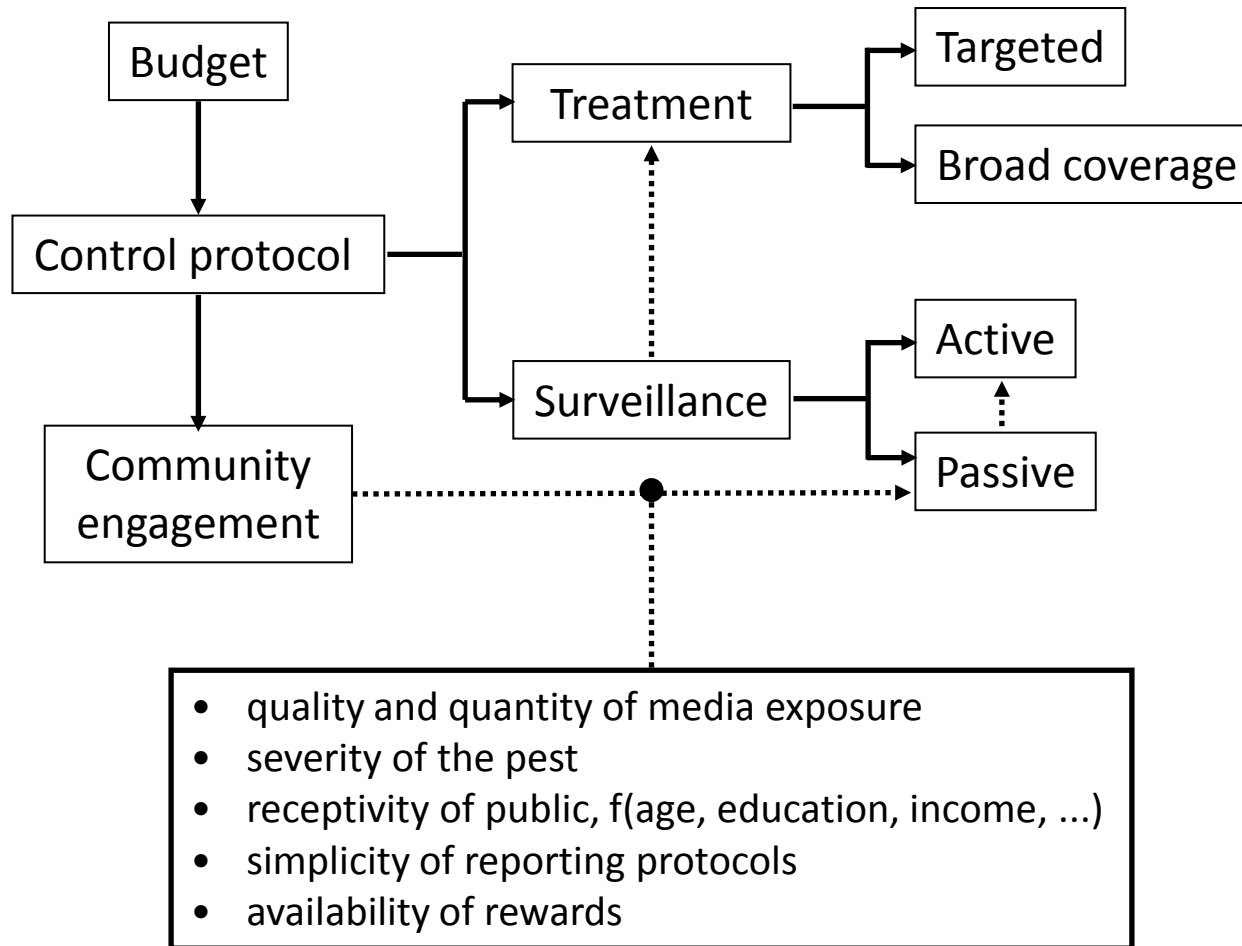 Budget
Treatment
Targeted
Broad coverage
Control protocol
Surveillance
Active
Passive
Community
engagement
• quality and quantity of media exposure
• severity of the pest
• receptivity of public, f(age, education, income, ...)
• simplicity of reporting protocols
• availability of rewards